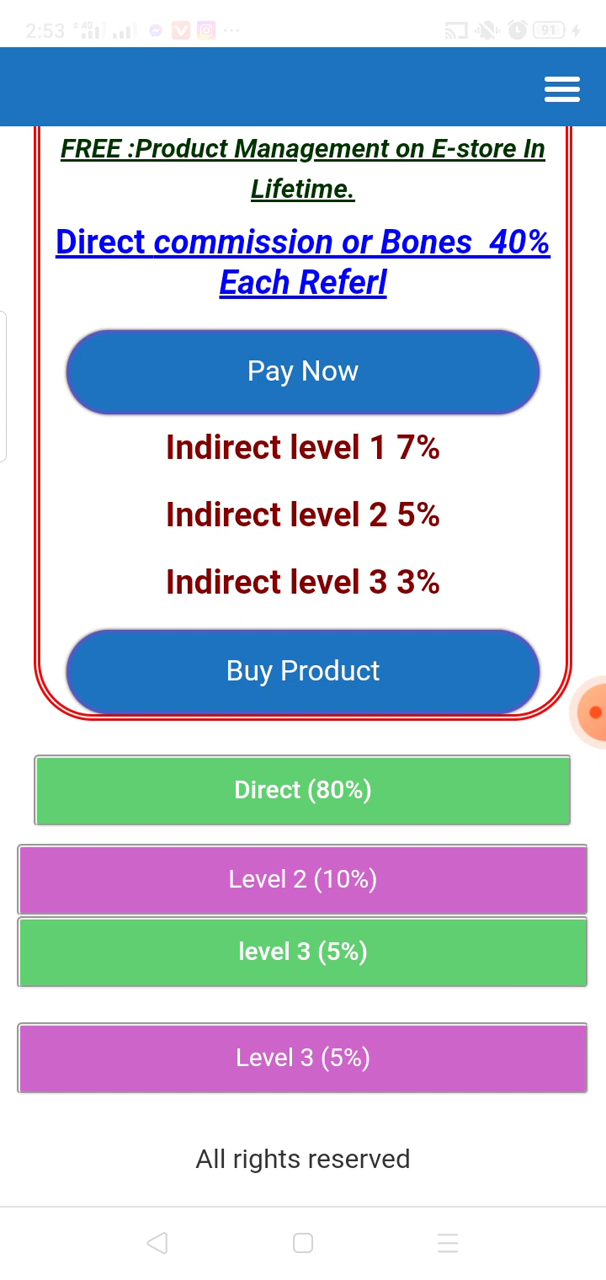 2:53
91
FREE :Product Management on E-store In
Lifetime.
Direct commission or Bones 40%
Each Referl
Pay Now
Indirect level 1 7%
Indirect level 2 5%
Indirect level 3 3%
Buy Product
Direct (80%)
Level 2 (10%)
level 3 (5%)
Level 3 (5%)
All rights reserved